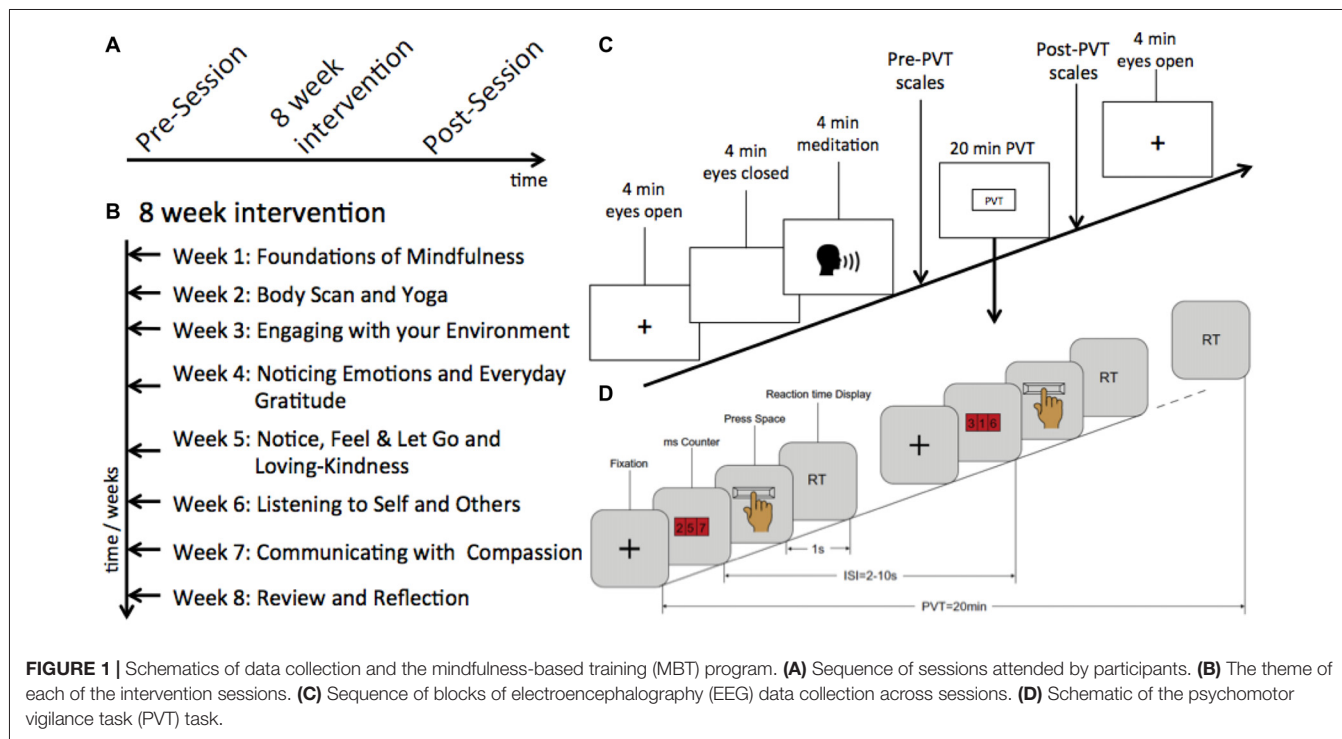 A
Pre-Session
8 week
intervention
Post-Session
time
B
8 week intervention
Week 1: Foundations of Mindfulness
Week 2: Body Scan and Yoga
Week 3: Engaging with your Environment
Week 4: Noticing Emotions and Everyday
Gratitude
Week 5: Notice, Feel & Let Go and
Loving-Kindness
Week 6: Listening to Self and Others
Week 7: Communicating with Compassion
Week 8: Review and Reflection
time / weeks
C
4 min
eyes open
4 min
eyes closed
4 min
meditation
Pre-PVT
scales
20 min PVT
PVT
Post-PVT
scales
4 min
eyes open
D
Fixation
ms Counter
257
Press Space
Reaction time Display
RT
316
RT
RT
1s
ISI=2-10s
PVT=20min
FIGURE 1 | Schematics of data collection and the mindfulness-based training (MBT) program. (A) Sequence of sessions attended by participants. (B) The theme of
each of the intervention sessions. (C) Sequence of blocks of electroencephalography (EEG) data collection across sessions. (D) Schematic of the psychomotor
vigilance task (PVT) task.